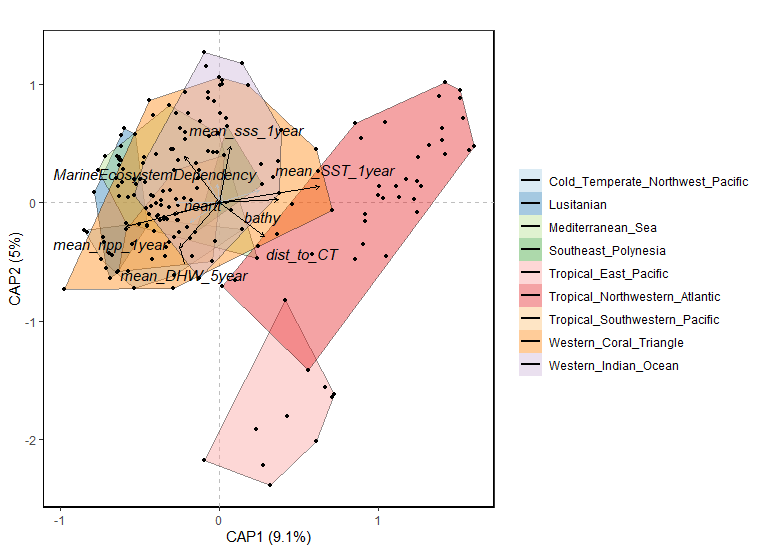 1
mean_sss_1year
MarineEcosystemDependency
mean_SST_1year
0
neartt
bathy
mean_npp_1year
dist_to_CT
mean_DHW_5year
-1
-2
CAP2 (5%)
-1
0
1
CAP1 (9.1%)
Cold_Temperate_Northwest_Pacific
Lusitanian
Mediterranean_Sea
Southeast_Polynesia
Tropical_East_Pacific
Tropical_Northwestern_Atlantic
Tropical_Southwestern_Pacific
Western_Coral_Triangle
Western_Indian_Ocean